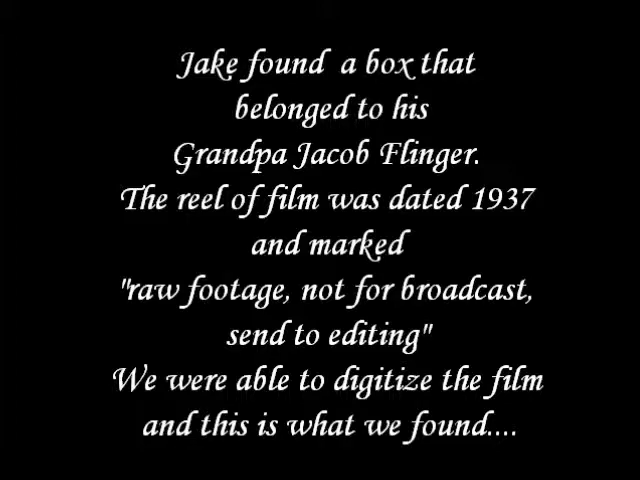 Jake found a box that
belonged to his
Grandpa Jacob Flinger.
The reel of film was dated 1937
and marked
"raw footage, not for broadcast,
send to editing"
We were able to digitize the film
and this is what we found....